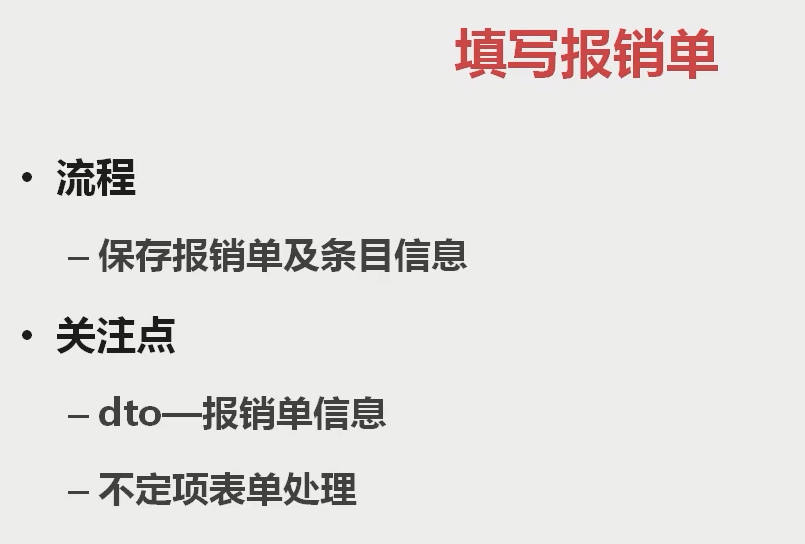 填写报销单
• 流程
– 保存报销单及条目信息
• 关注点
– dto—报销单信息
– 不定项表单处理